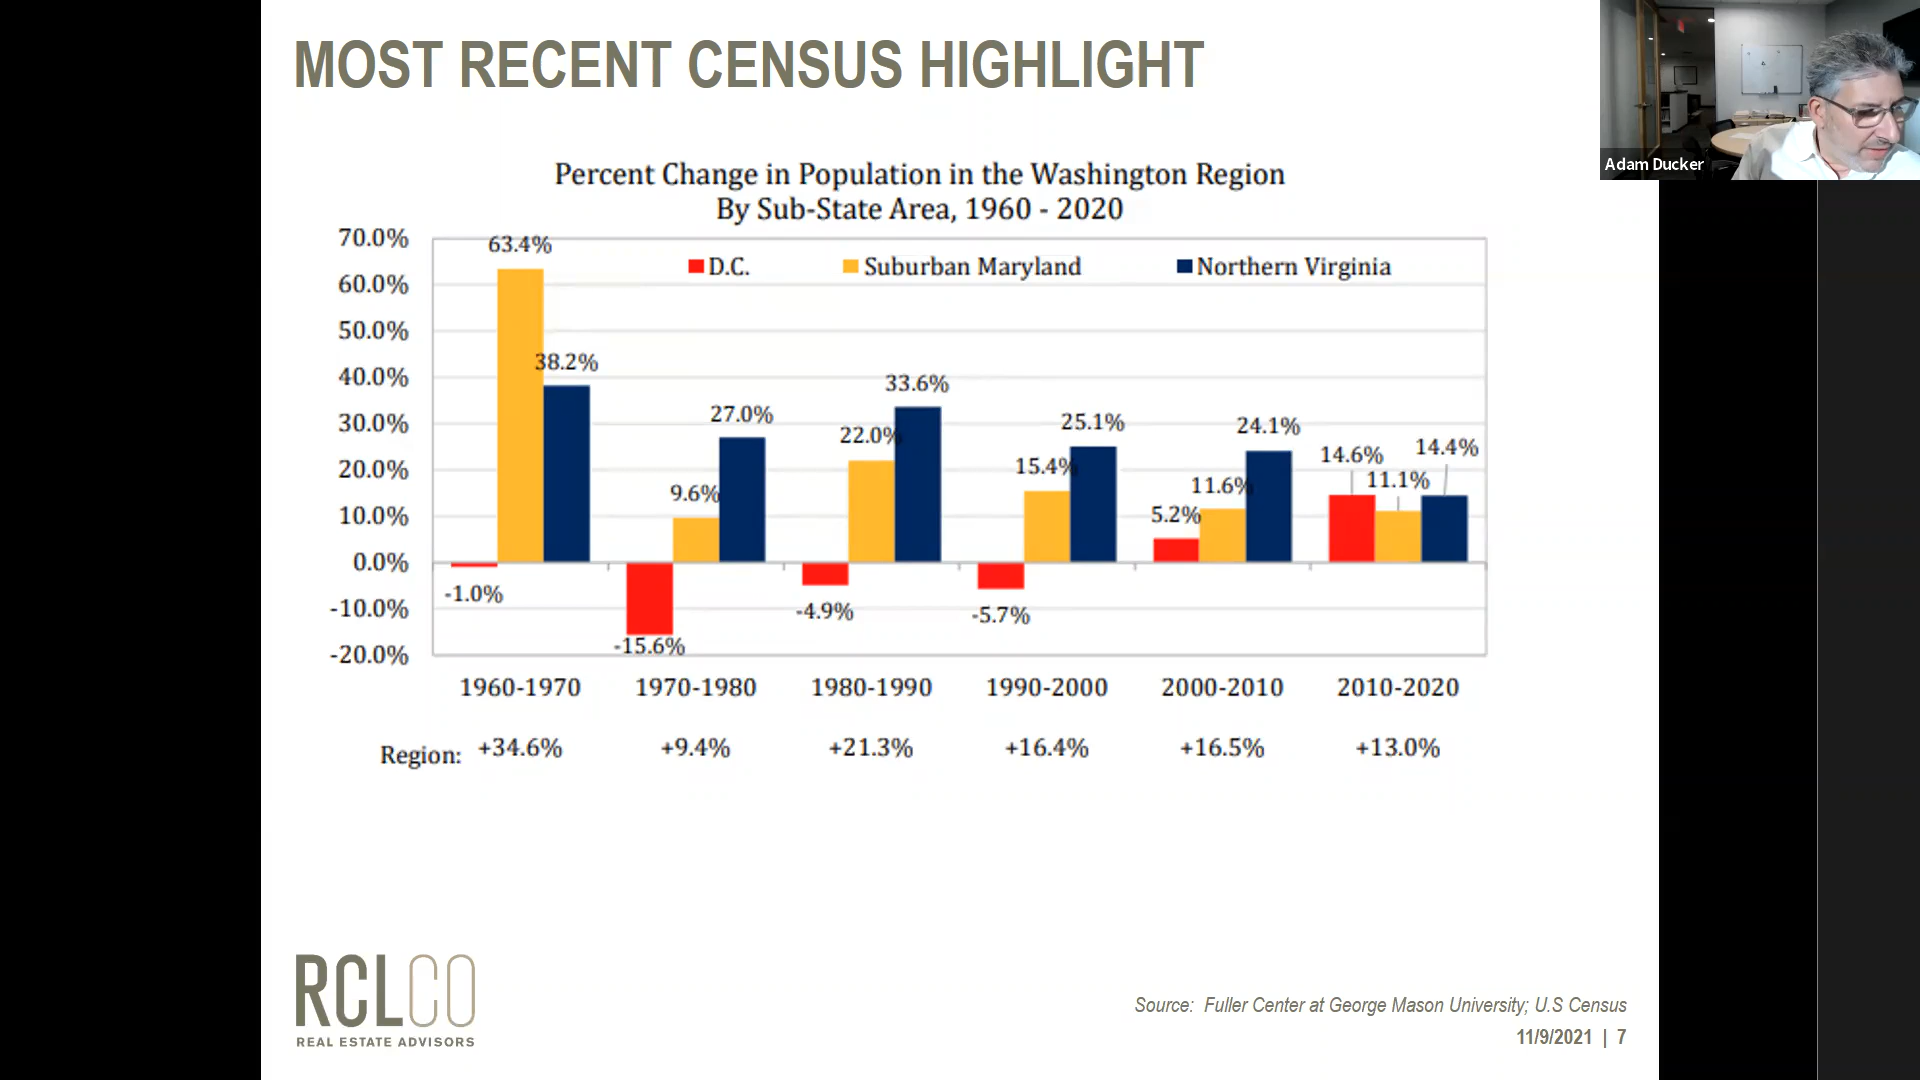 MOST RECENT CENSUS HIGHLIGHT
Adam Ducker
Percent Change in Population in the Washington Region
By Sub-State Area, 1960 - 2020
D.C.
Suburban Maryland
Northern Virginia
70.0%
60.0%
50.0%
40.0%
30.0%
20.0%
10.0%
0.0%
-10.0%
-20.0%
-1.0%
63.4%
38.2%
-15.6%
9.6%
27.0%
-4.9%
22.0%
33.6%
-5.7%
15.4%
25.1%
5.2%
11.6%
24.1%
14.6%
11.1%
14.4%
1960-1970 1970-1980 1980-1990 1990-2000 2000-2010 2010-2020
Region: +34.6% +9.4% +21.3% +16.4% +16.5% +13.0%
RCLCO
REAL ESTATE ADVISORS
Source: Fuller Center at George Mason University; U.S Census
11/9/2021 | 7